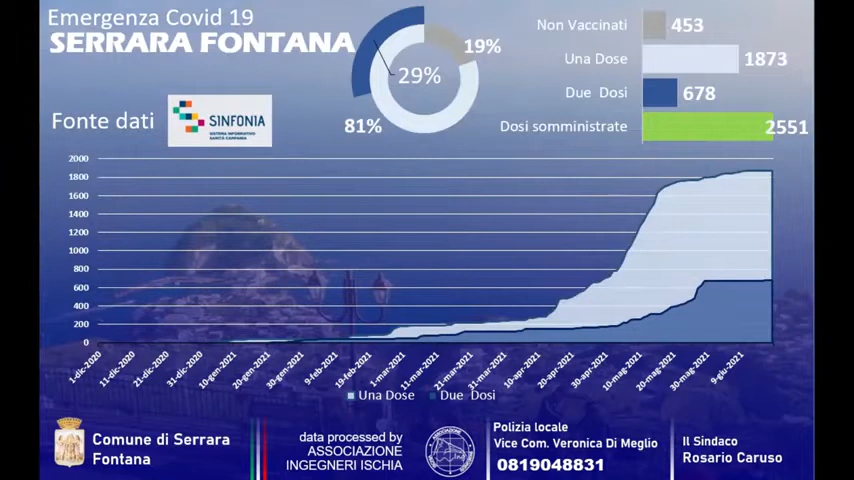 Emergenza Covid 19
SERRARA FONTANA
Fonte dati
SINFONIA
SISTEMA INFORMATIVO
SANITÀ CAMPANIA
29%
19%
81%
Non Vaccinati 453
Una Dose 1873
Due Dosi 678
Dosi somministrate 2551
2000
1800
1600
1400
1200
1000
800
600
400
200
0
1-dic-2020
11-dic-2020
21-dic-2020
31-dic-2020
10-gen-2021
20-gen-2021
30-gen-2021
9-feb-2021
19-feb-2021
1-mar-2021
11-mar-2021
21-mar-2021
31-mar-2021
10-apr-2021
20-apr-2021
30-apr-2021
10-mag-2021
20-mag-2021
30-mag-2021
9-giu-2021
Una Dose Due Dosi
Comune di Serrara
Fontana
data processed by
ASSOCIAZIONE
INGEGNERI ISCHIA
Polizia locale
Vice Com. Veronica Di Meglio
0819048831
Il Sindaco
Rosario Caruso